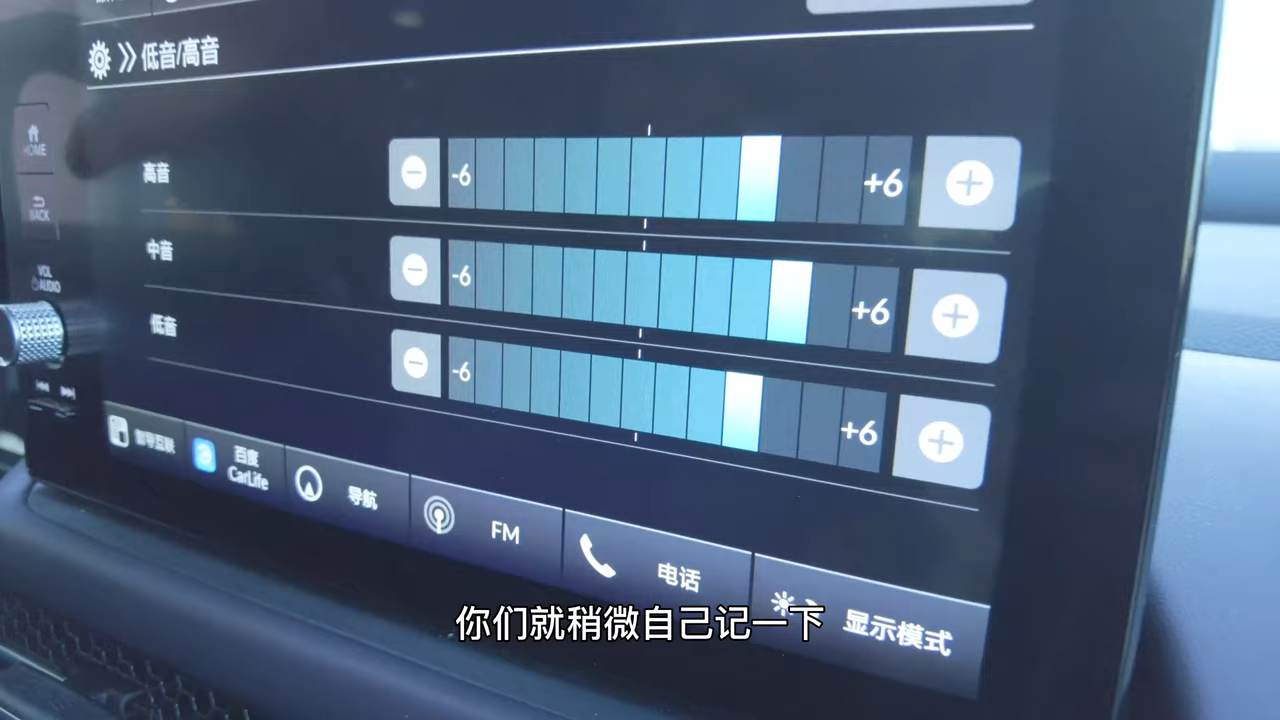 低音/高音
HOME
BACK
VOL
AUDIO
高音
-6
+6
中音
-6
+6
低音
-6
+6
百度
CarLife
导航
FM
电话
显示模式
你们就稍微自己记一下